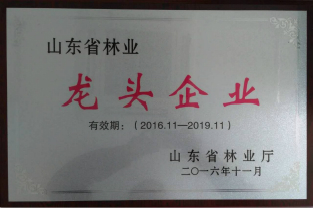 山东省林业
龙头企业
有效期：（2016.11—2019.11）
山东省林业厅
二〇一六年十一月